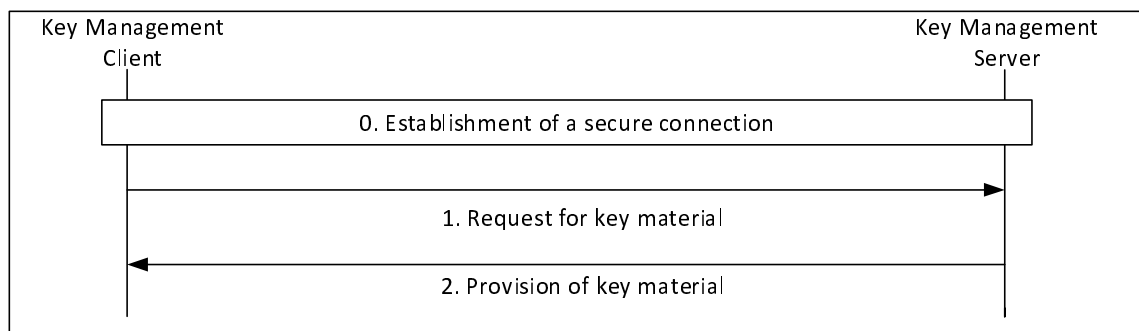 Key Management
Client
Key Management
Server
0. Establishment of a secure connection
1. Request for key material
2. Provision of key material